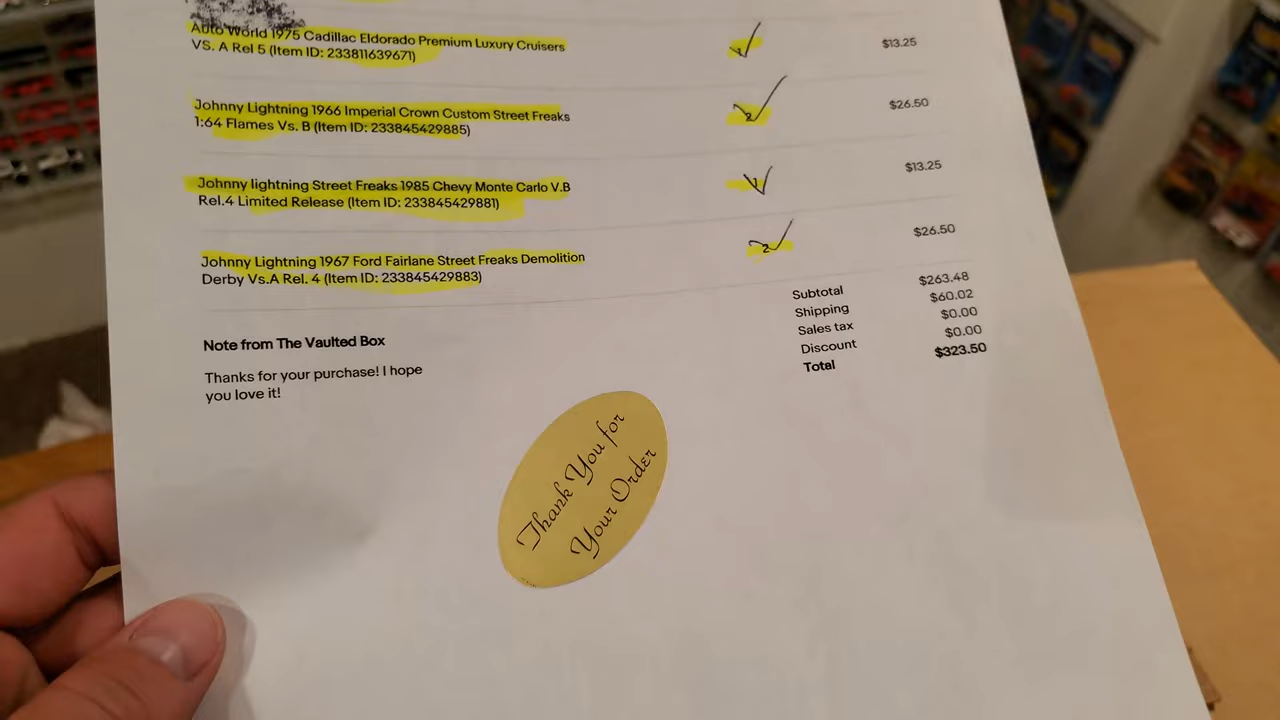 Auto World 1975 Cadillac Eldorado Premium Luxury Cruisers
VS. A Rel 5 (Item ID: 233811639671)
1
$13.25
Johnny Lightning 1966 Imperial Crown Custom Street Freaks
1:64 Flames Vs. B (Item ID: 233845429885)
2
$26.50
Johnny lightning Street Freaks 1985 Chevy Monte Carlo V.B
Rel.4 Limited Release (Item ID: 233845429881)
1
$13.25
Johnny Lightning 1967 Ford Fairlane Street Freaks Demolition
Derby Vs.A Rel. 4 (Item ID: 233845429883)
2
$26.50
Subtotal $263.48
Shipping $60.02
Sales tax $0.00
Discount $0.00
Total $323.50
Note from The Vaulted Box
Thanks for your purchase! I hope
you love it!
Thank You for
Your Order